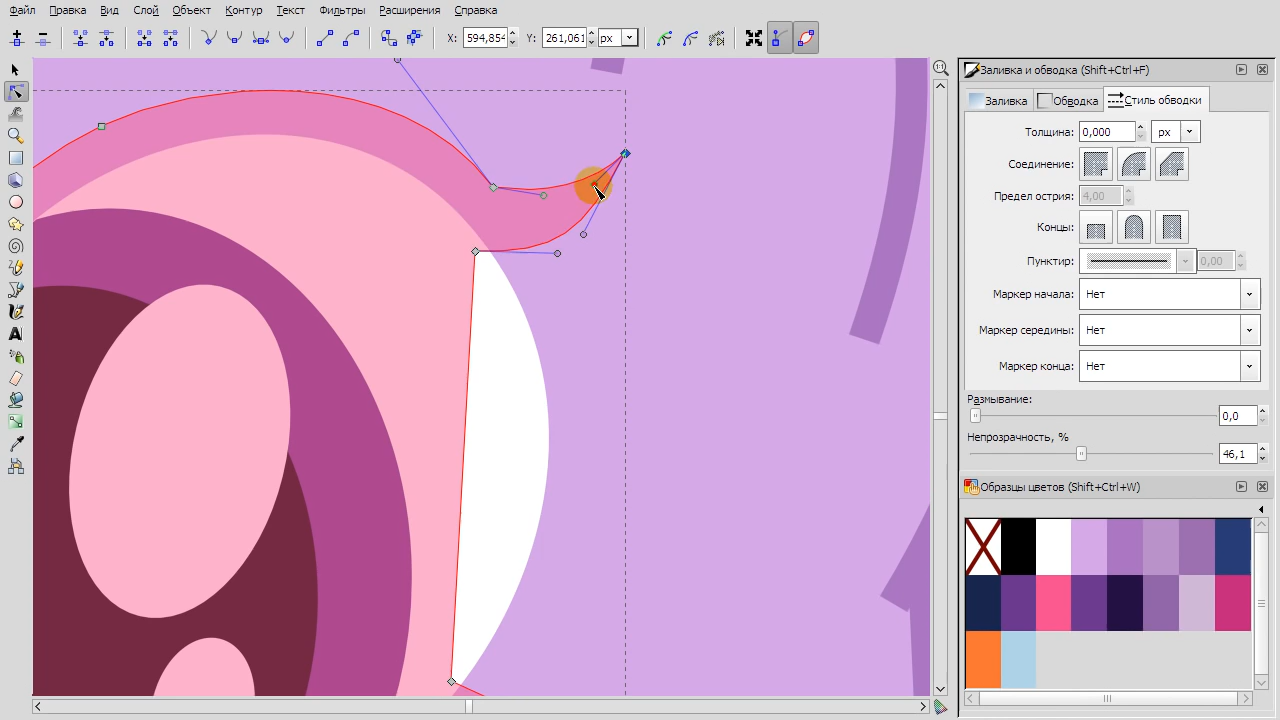 Файл Правка Вид Слой Объект Контур Текст Фильтры Расширения Справка
X: 594,854 Y: 261,061 px
Заливка и обводка (Shift+Ctrl+F)
Заливка Обводка Стиль обводки
Толщина: 0,000 px
Соединение:
Предел острия: 4,00
Концы:
Пунктир: 0,00
Маркер начала: Нет
Маркер середины: Нет
Маркер конца: Нет
Размывание:
0,0
Непрозрачность, %
46,1
Образцы цветов (Shift+Ctrl+W)